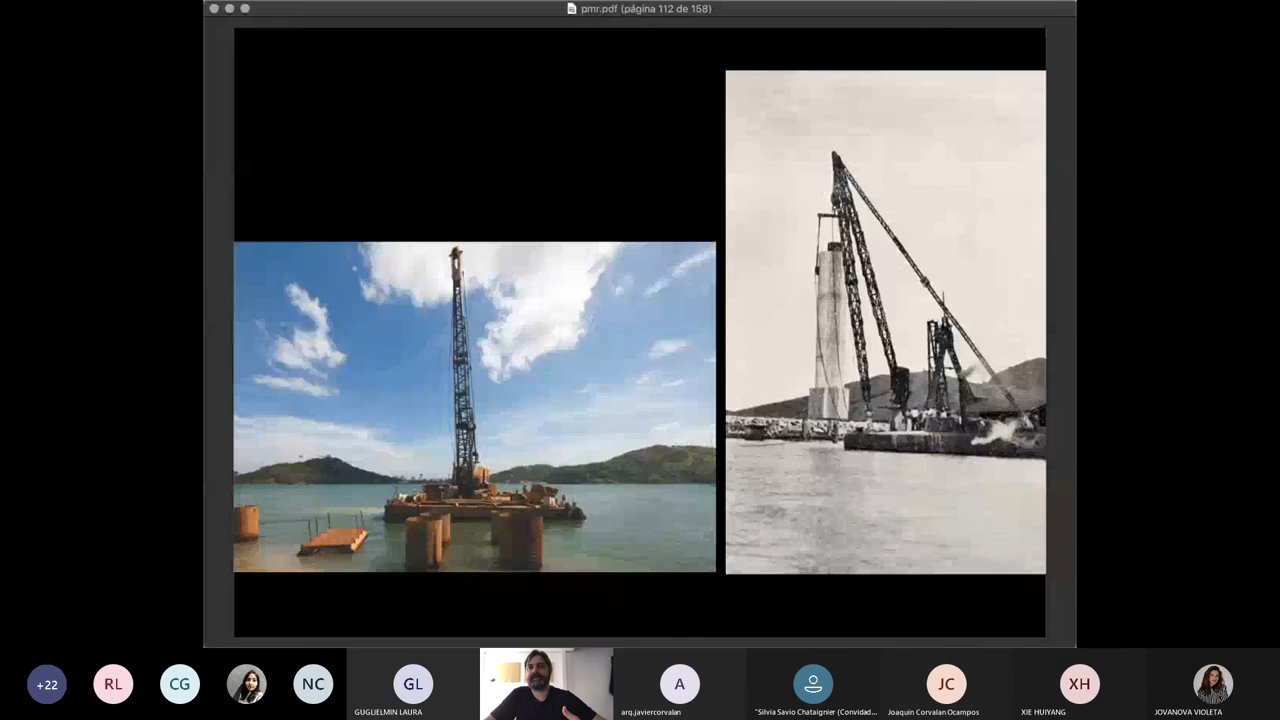 pmr.pdf (página 112 de 158)
+22
RL
CG
NC
GL
GUGLIELMIN LAURA
A
arq.javiercorvalan
"Silvia Savio Chataignier (Convidad...
JC
Joaquin Corvalan Ocampos
XH
XIE HUIYANG
JOVANOVA VIOLETA